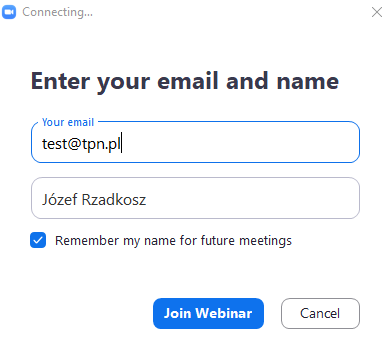 Connecting...
Enter your email and name
Your email
test@tpn.pl
Józef Rzadkosz
Remember my name for future meetings
Join Webinar
Cancel